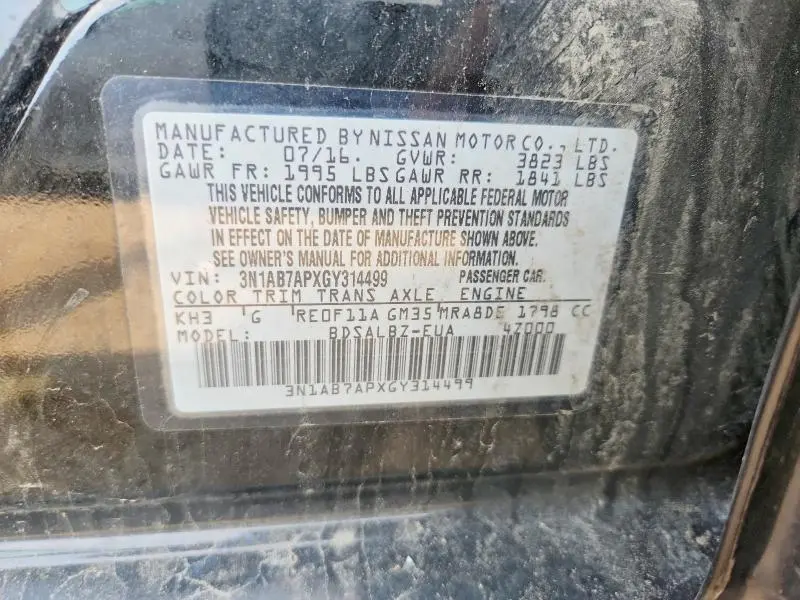 MANUFACTURED BY NISSAN MOTOR CO., LTD.
DATE: 07/16. GVWR: 3823 LBS
GAWR FR: 1995 LBS GAWR RR: 1841 LBS
THIS VEHICLE CONFORMS TO ALL APPLICABLE FEDERAL MOTOR
VEHICLE SAFETY, BUMPER AND THEFT PREVENTION STANDARDS
IN EFFECT ON THE DATE OF MANUFACTURE SHOWN ABOVE.
SEE OWNER'S MANUAL FOR ADDITIONAL INFORMATION.
VIN: 3N1AB7APXGY314499 PASSENGER CAR.
COLOR TRIM TRANS AXLE ENGINE
KH3 G RE0F11A GM35 MRA8DE 1798 CC
MODEL: BDSALBZ-EUA 4Z000
3N1AB7APXGY314499